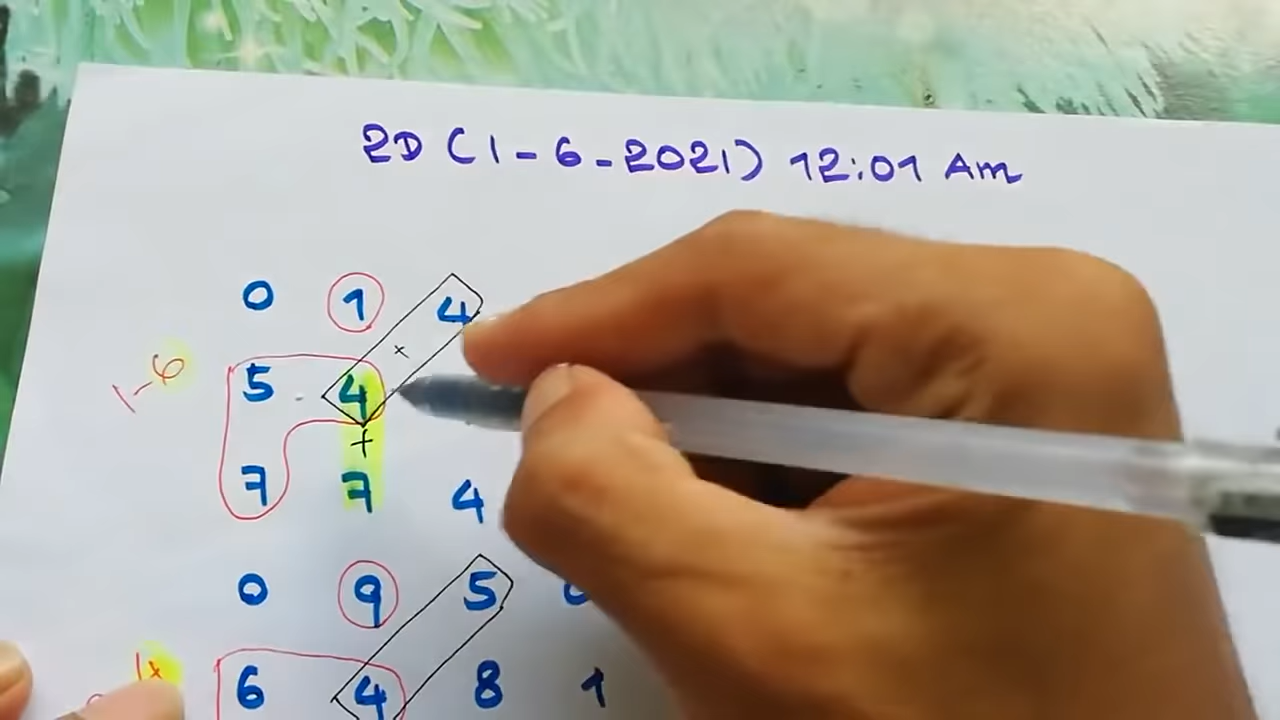 2D (1-6-2021) 12:01 Am
0 1 4
1-6 5 4
+
+
7 7 4
0 9 5
1x 6 4 8 1